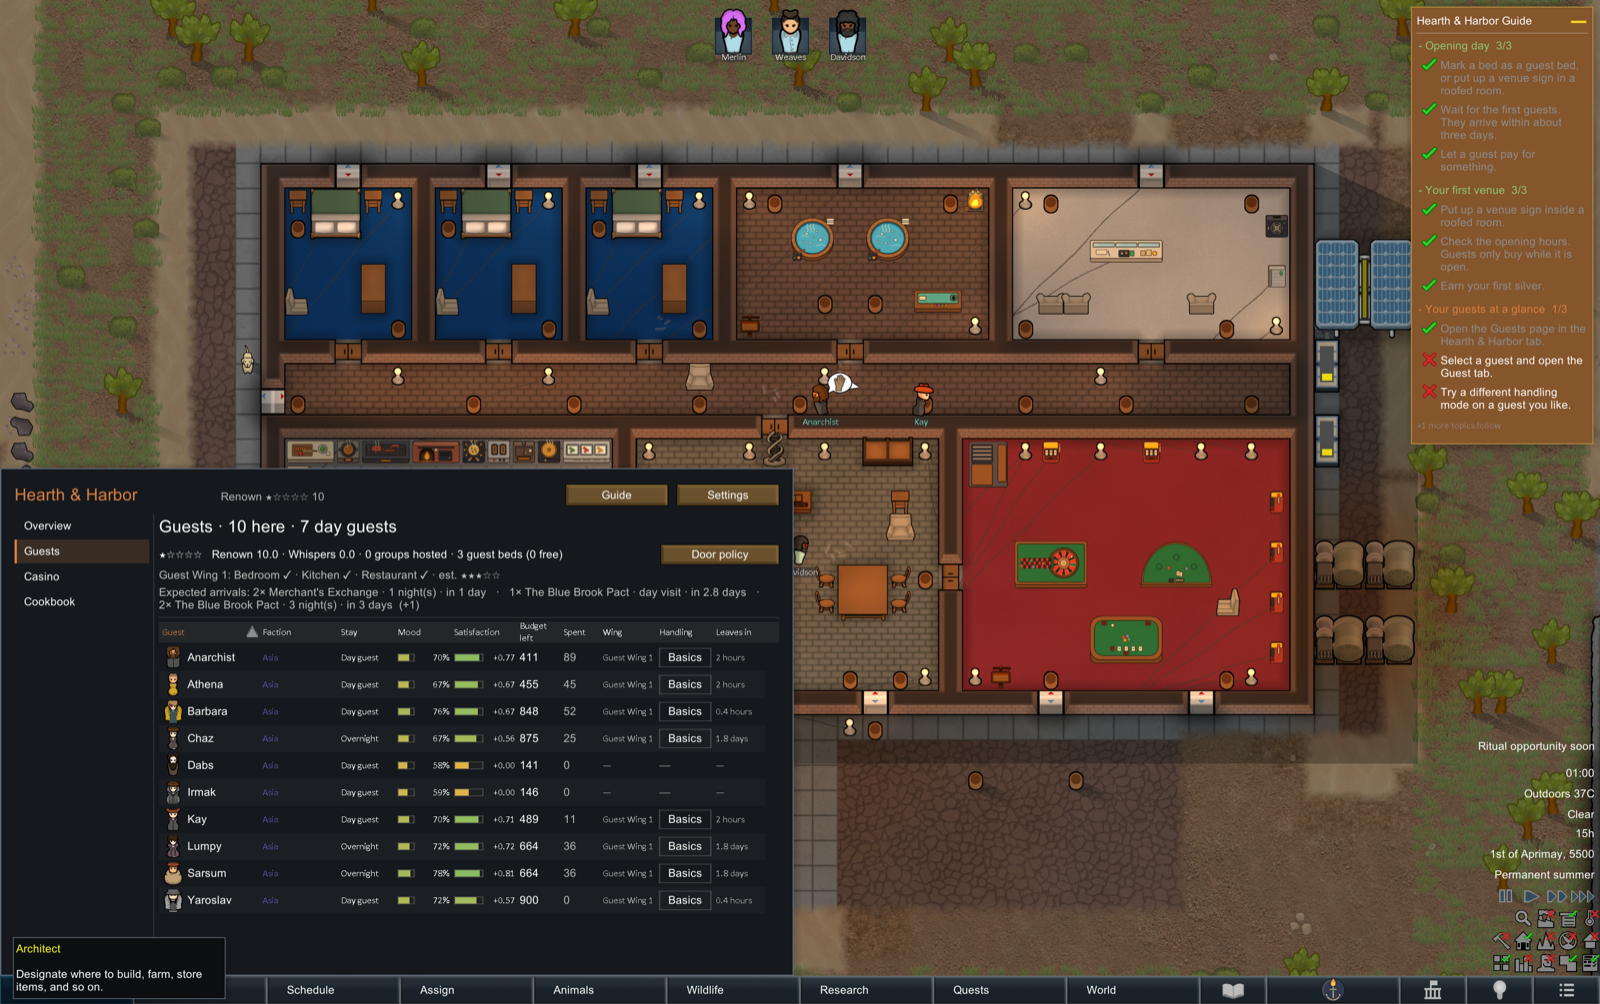 Merlin
Weaves
Davidson
Hearth & Harbor Guide
- Opening day 3/3
Mark a bed as a guest bed,
or put up a venue sign in a
roofed room.
Wait for the first guests.
They arrive within about
three days.
Let a guest pay for
something.
- Your first venue 3/3
Put up a venue sign inside a
roofed room.
Check the opening hours.
Guests only buy while it is
open.
Earn your first silver.
- Your guests at a glance 1/3
Open the Guests page in the
Hearth & Harbor tab.
Select a guest and open the
Guest tab.
Try a different handling
mode on a guest you like.
+1 more topics follow
Anarchist
Kay
vidson
Hearth & Harbor
Renown ★☆☆☆☆ 10
Guide
Settings
Overview
Guests
Casino
Cookbook
Guests · 10 here · 7 day guests
★☆☆☆☆ Renown 10.0 · Whispers 0.0 · 0 groups hosted · 3 guest beds (0 free)
Door policy
Guest Wing 1: Bedroom ✓ · Kitchen ✓ · Restaurant ✓ · est. ★★★☆☆
Expected arrivals: 2× Merchant's Exchange · 1 night(s) · in 1 day · 1× The Blue Brook Pact · day visit · in 2.8 days ·
2× The Blue Brook Pact · 3 night(s) · in 3 days (+1)
Guest Faction Stay Mood Satisfaction Budget left Spent Wing Handling Leaves in
Anarchist Asia Day guest 70% +0.77 411 89 Guest Wing 1 Basics 2 hours
Athena Asia Day guest 67% +0.67 455 45 Guest Wing 1 Basics 2 hours
Barbara Asia Day guest 76% +0.67 848 52 Guest Wing 1 Basics 0.4 hours
Chaz Asia Overnight 67% +0.56 875 25 Guest Wing 1 Basics 1.8 days
Dabs Asia Day guest 58% +0.00 141 0 — — —
Irmak Asia Day guest 59% +0.00 146 0 — — —
Kay Asia Day guest 70% +0.71 489 11 Guest Wing 1 Basics 2 hours
Lumpy Asia Overnight 72% +0.72 664 36 Guest Wing 1 Basics 1.8 days
Sarsum Asia Overnight 78% +0.81 664 36 Guest Wing 1 Basics 1.8 days
Yaroslav Asia Day guest 72% +0.57 900 0 Guest Wing 1 Basics 0.4 hours
Ritual opportunity soon
01:00
Outdoors 37C
Clear
15h
1st of Aprimay, 5500
Permanent summer
Architect
Designate where to build, farm, store
items, and so on.
Schedule
Assign
Animals
Wildlife
Research
Quests
World